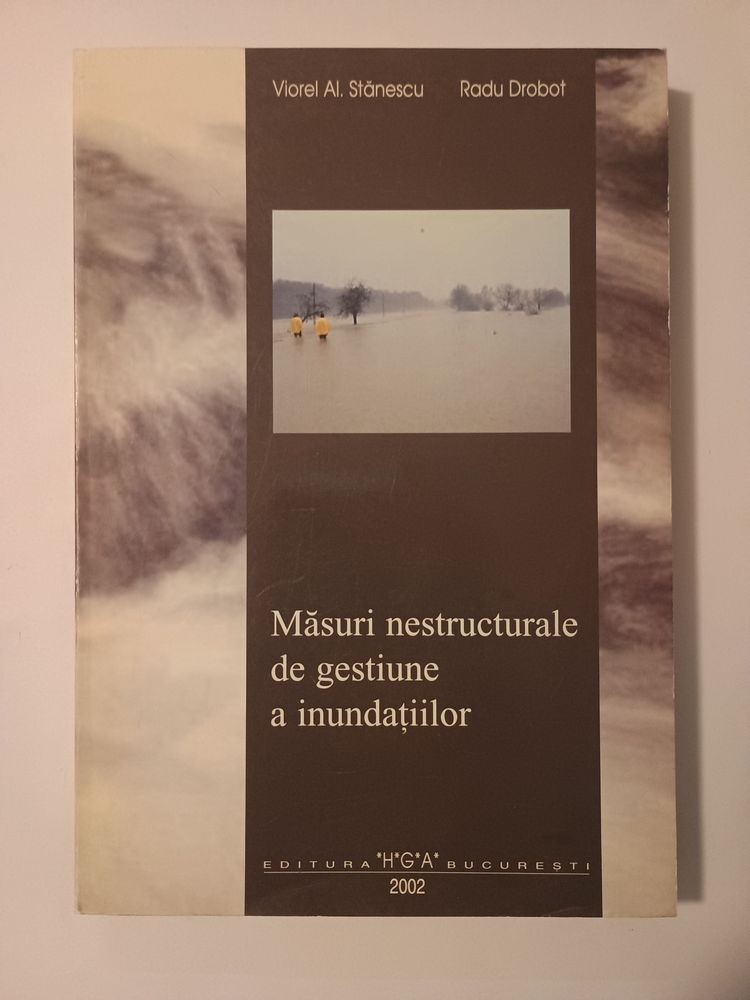 Viorel Al. Stănescu Radu Drobot
Măsuri nestructurale
de gestiune
a inundațiilor
EDITURA *H*G*A* BUCUREȘTI
2002